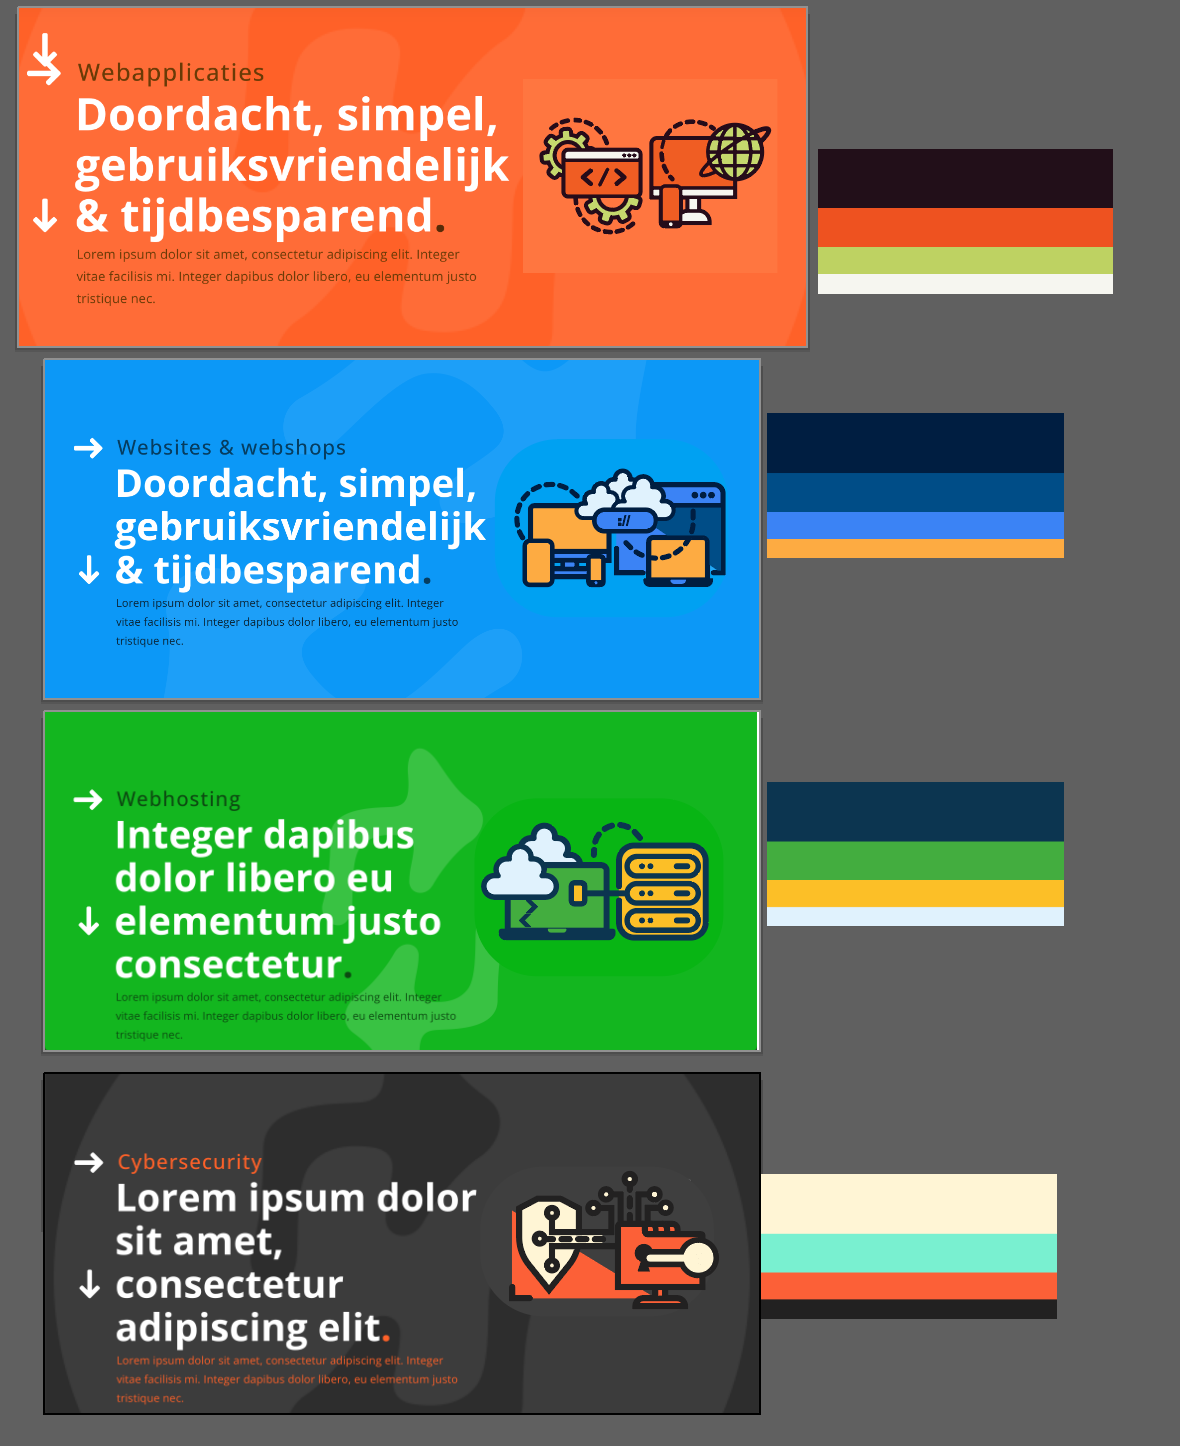 Webapplicaties
Doordacht, simpel,
gebruiksvriendelijk
& tijdbesparend.
Lorem ipsum dolor sit amet, consectetur adipiscing elit. Integer
vitae facilisis mi. Integer dapibus dolor libero, eu elementum justo
tristique nec.
</>
Websites & webshops
Doordacht, simpel,
gebruiksvriendelijk
& tijdbesparend.
Lorem ipsum dolor sit amet, consectetur adipiscing elit. Integer
vitae facilisis mi. Integer dapibus dolor libero, eu elementum justo
tristique nec.
://
Webhosting
Integer dapibus
dolor libero eu
elementum justo
consectetur.
Lorem ipsum dolor sit amet, consectetur adipiscing elit. Integer
vitae facilisis mi. Integer dapibus dolor libero, eu elementum justo
tristique nec.
Cybersecurity
Lorem ipsum dolor
sit amet,
consectetur
adipiscing elit.
Lorem ipsum dolor sit amet, consectetur adipiscing elit. Integer
vitae facilisis mi. Integer dapibus dolor libero, eu elementum justo
tristique nec.